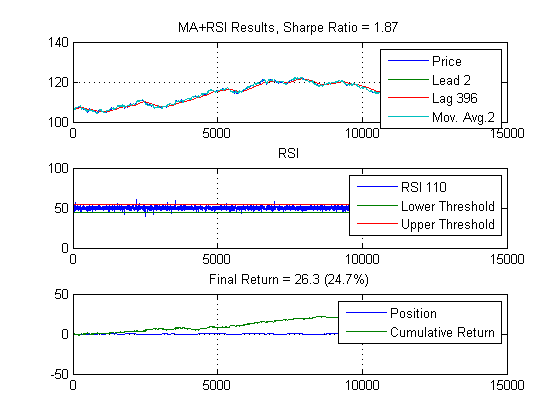 MA+RSI Results, Sharpe Ratio = 1.87
140
120
100
0
5000
10000
15000
Price
Lead 2
Lag 396
Mov. Avg.2
RSI
100
50
0
0
5000
10000
15000
RSI 110
Lower Threshold
Upper Threshold
Final Return = 26.3 (24.7%)
50
0
-50
0
5000
10000
15000
Position
Cumulative Return